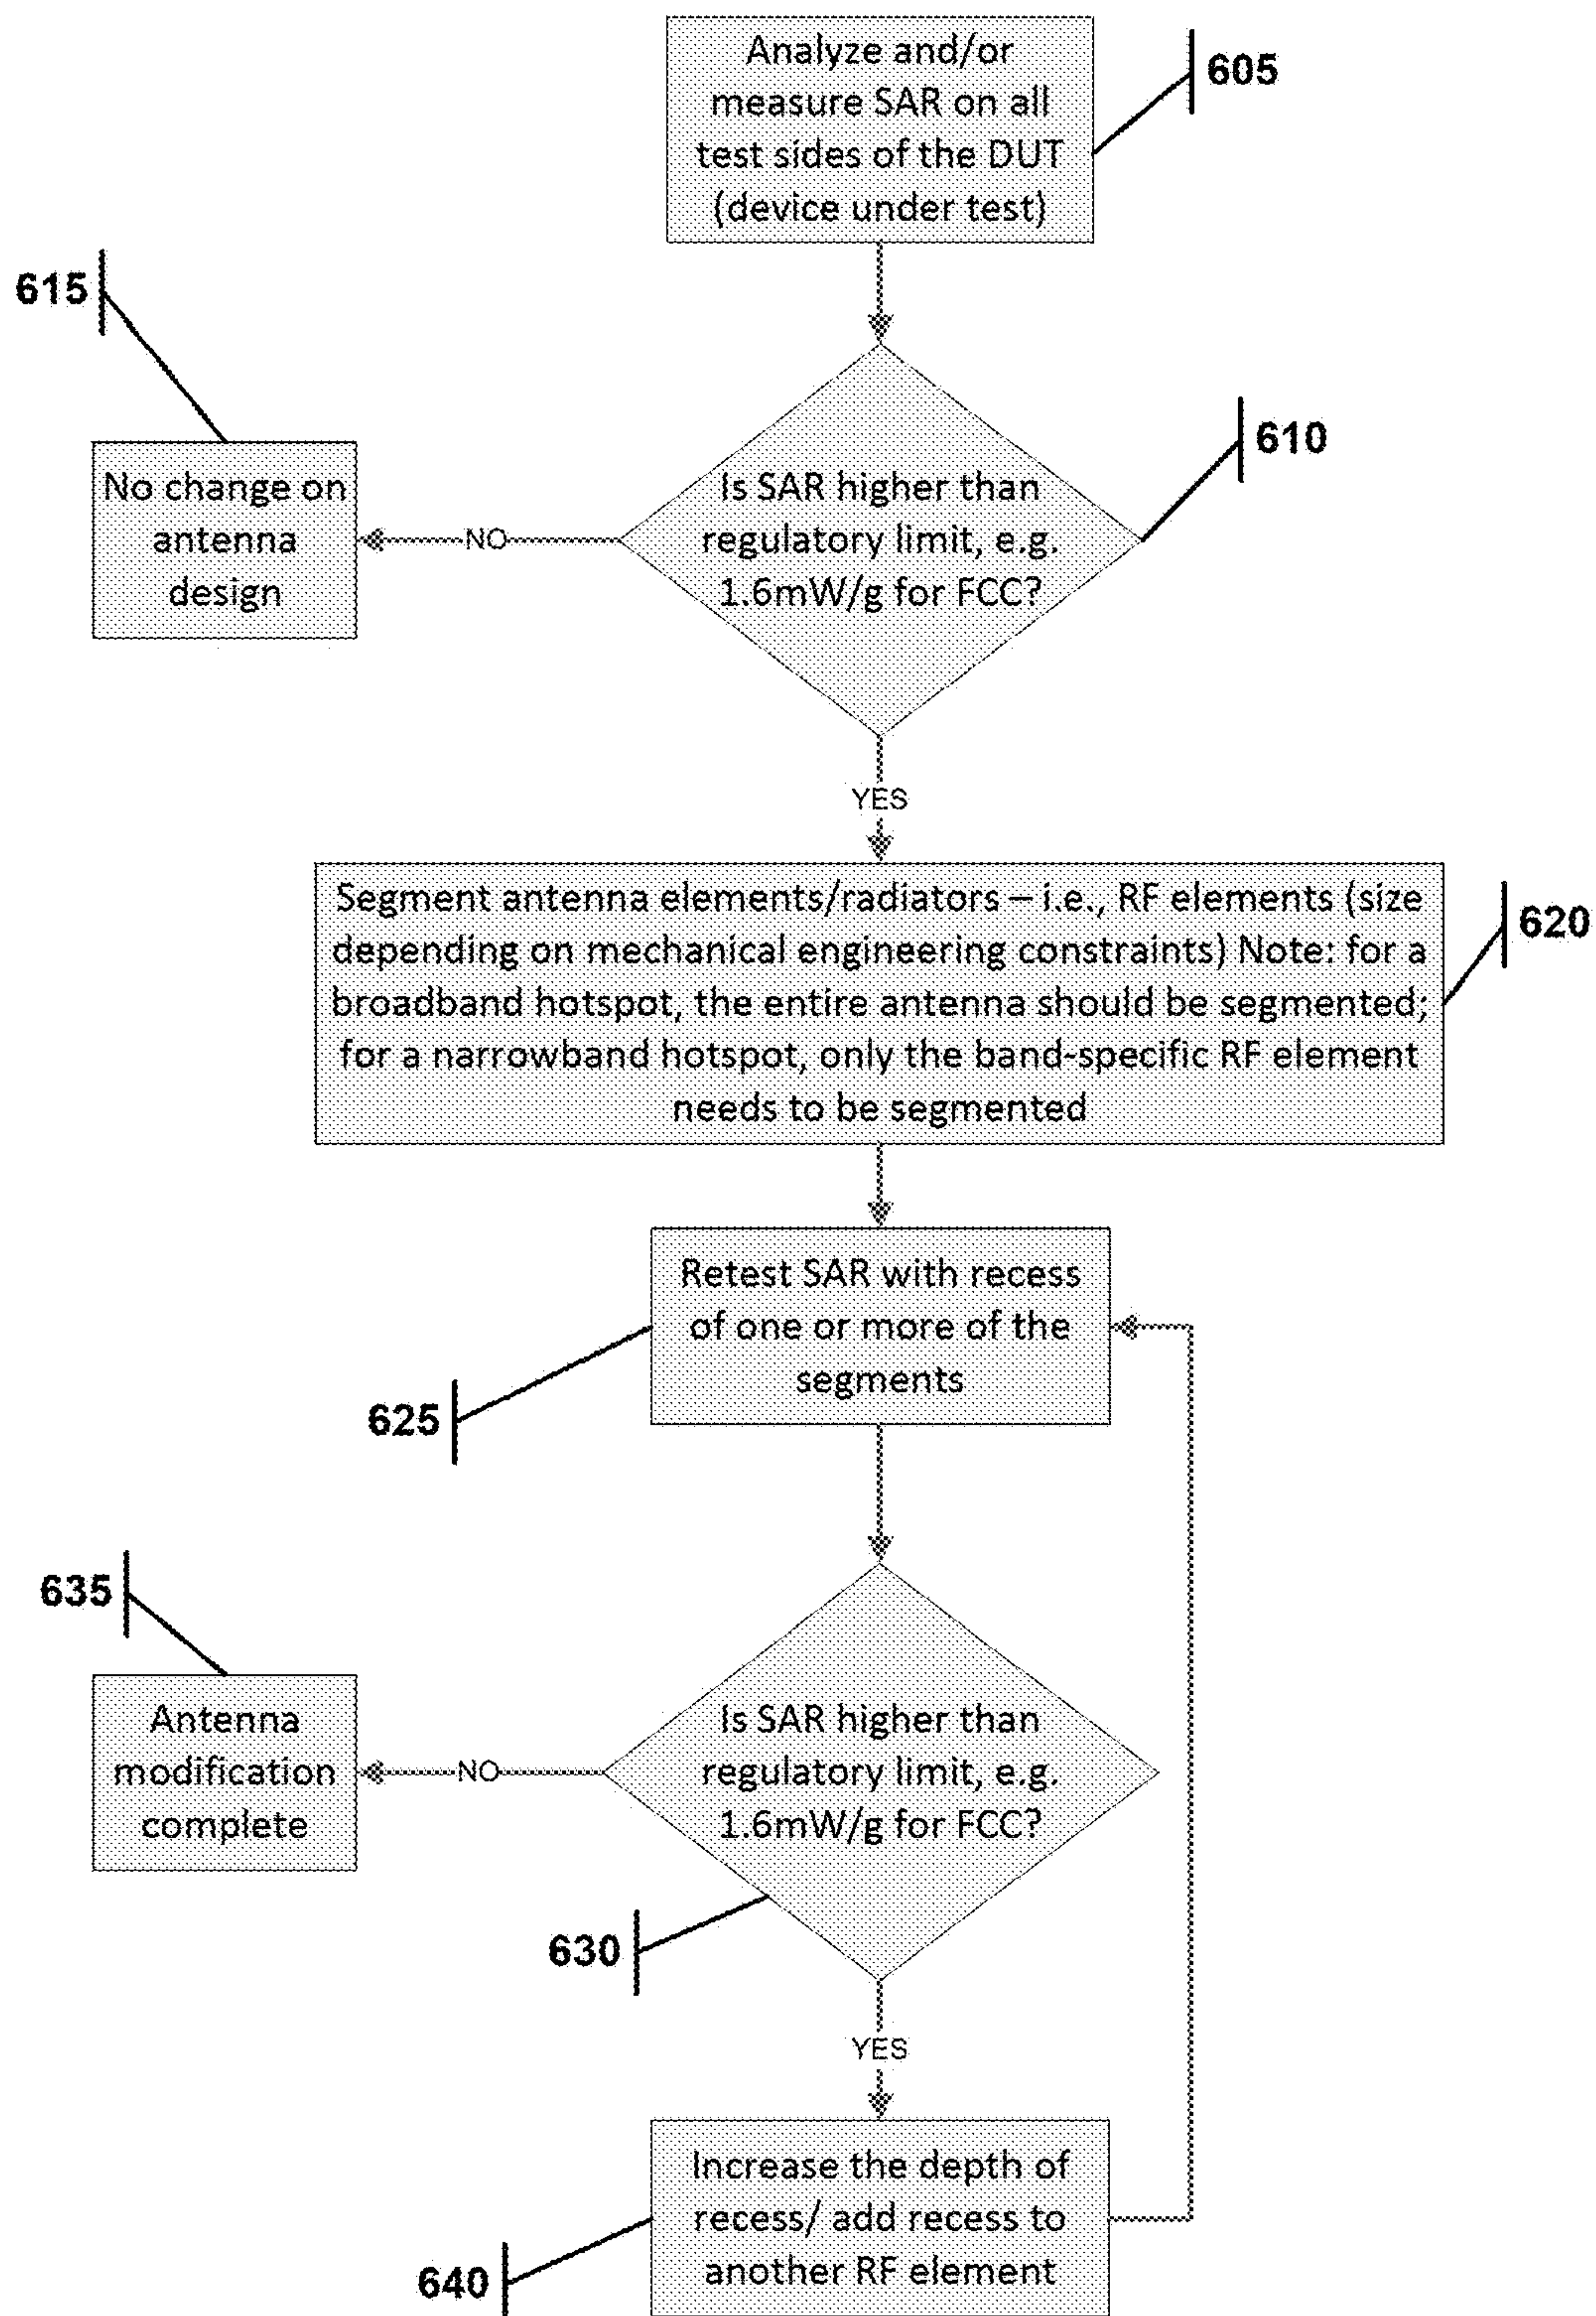 Analyze and/or
measure SAR on all
test sides of the DUT
(device under test)
605
615
610
No change on
antenna
design
NO
Is SAR higher than
regulatory limit, e.g.
1.6mW/g for FCC?
YES
Segment antenna elements/radiators – i.e., RF elements (size
depending on mechanical engineering constraints) Note: for a
broadband hotspot, the entire antenna should be segmented;
for a narrowband hotspot, only the band-specific RF element
needs to be segmented
620
Retest SAR with recess
of one or more of the
segments
625
635
Antenna
modification
complete
NO
Is SAR higher than
regulatory limit, e.g.
1.6mW/g for FCC?
630
YES
Increase the depth of
recess/ add recess to
another RF element
640